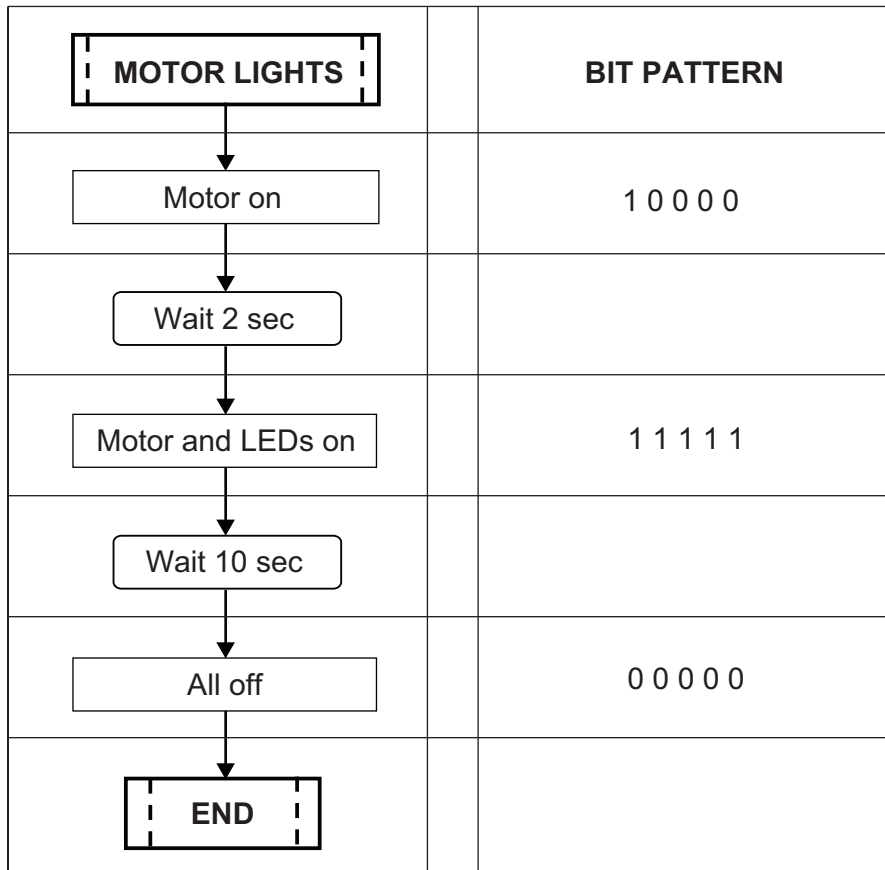 MOTOR LIGHTS
BIT PATTERN
Motor on
1 0 0 0 0
Wait 2 sec
Motor and LEDs on
1 1 1 1 1
Wait 10 sec
All off
0 0 0 0 0
END